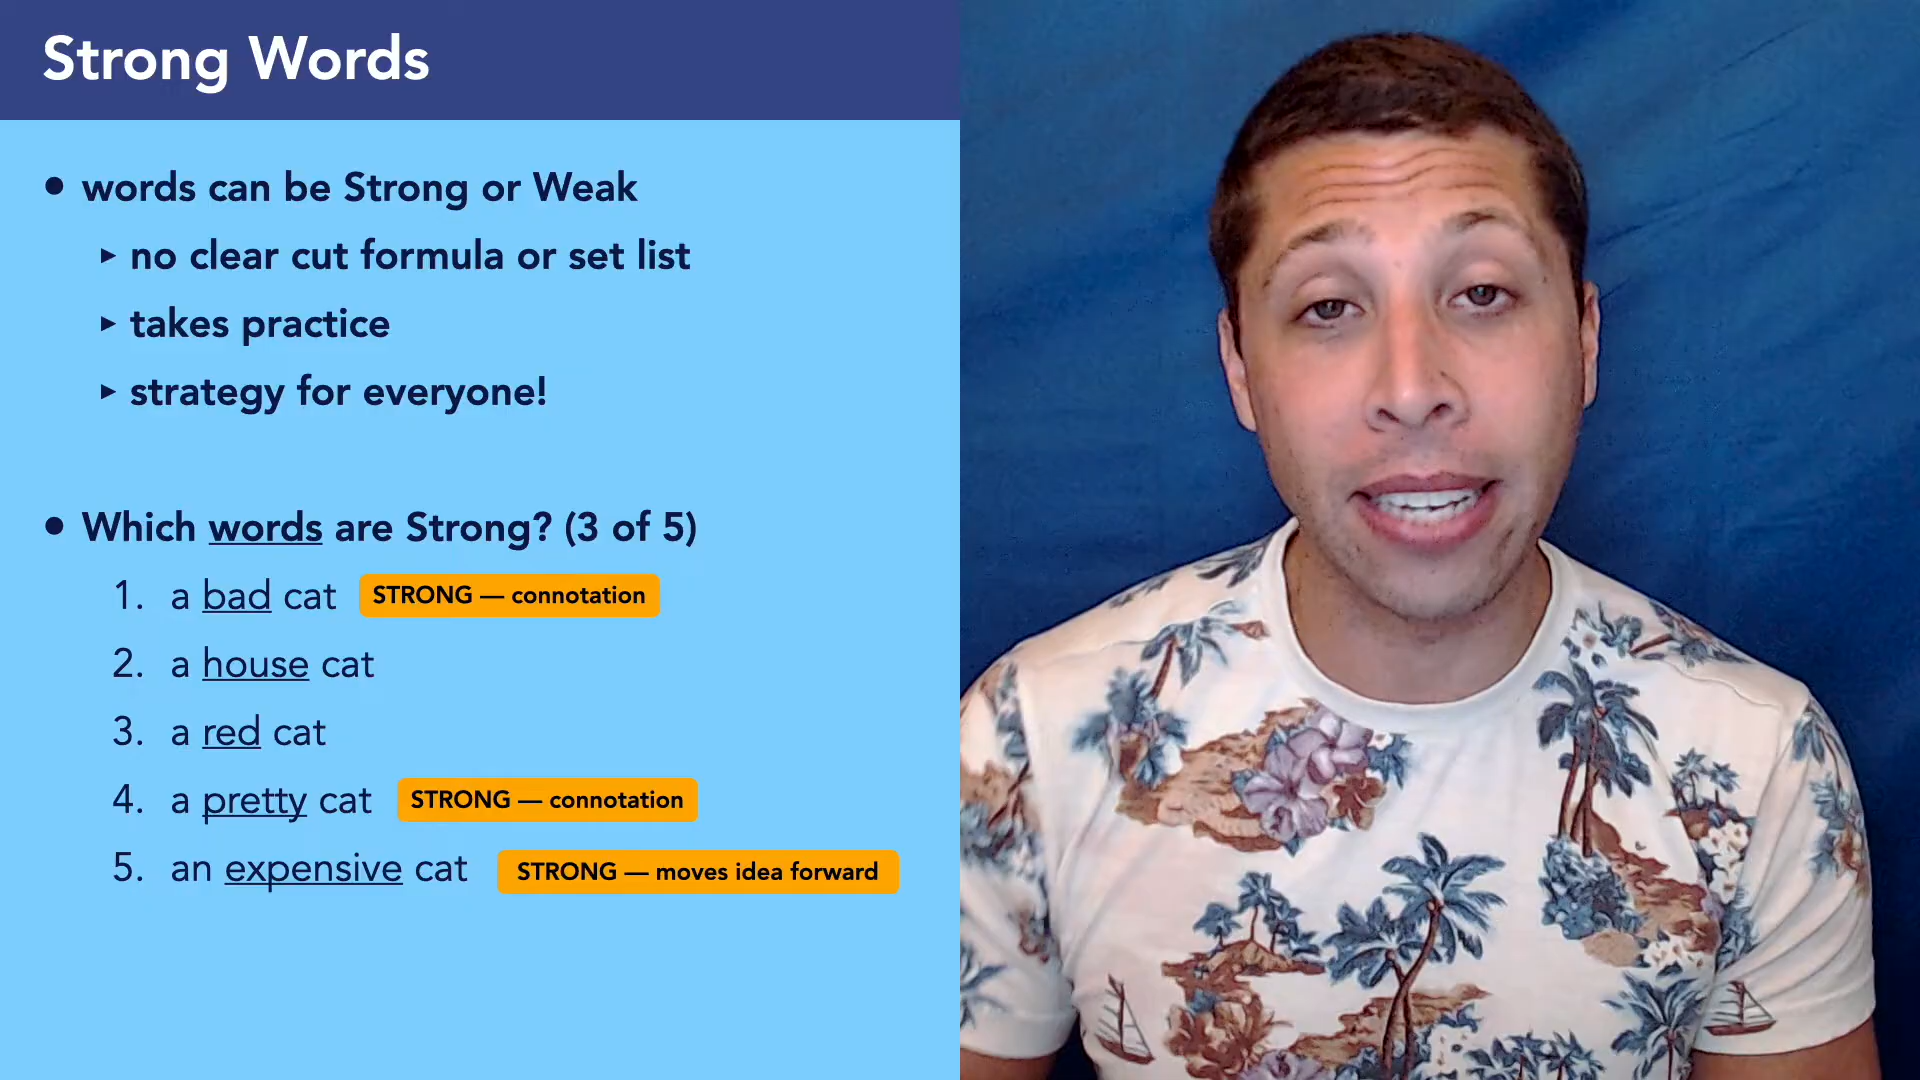 Strong Words
• words can be Strong or Weak
▸ no clear cut formula or set list
▸ takes practice
▸ strategy for everyone!
• Which words are Strong? (3 of 5)
1. a bad cat STRONG — connotation
2. a house cat
3. a red cat
4. a pretty cat STRONG — connotation
5. an expensive cat STRONG — moves idea forward